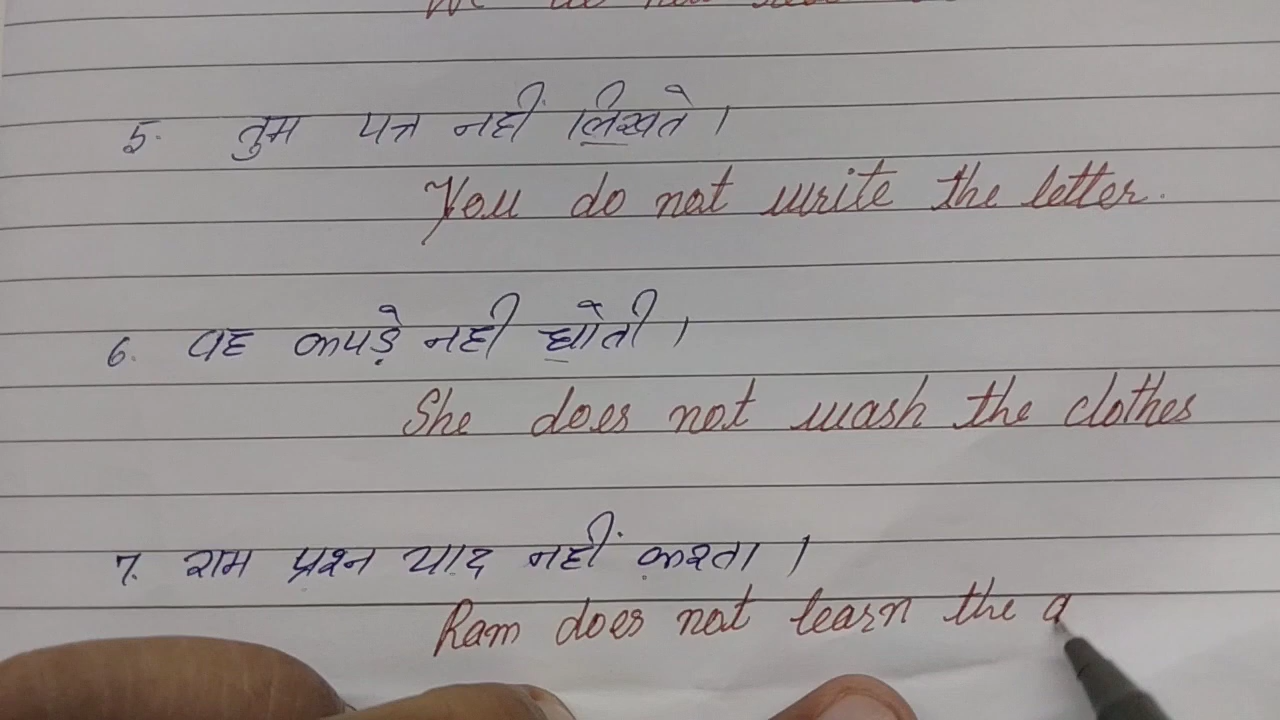 5. तुम पत्र नहीं लिखते।
You do not write the letter.
6. वह कपड़े नही धोती।
She does not wash the clothes
7. राम प्रश्न याद नहीं करता।
Ram does not learn the